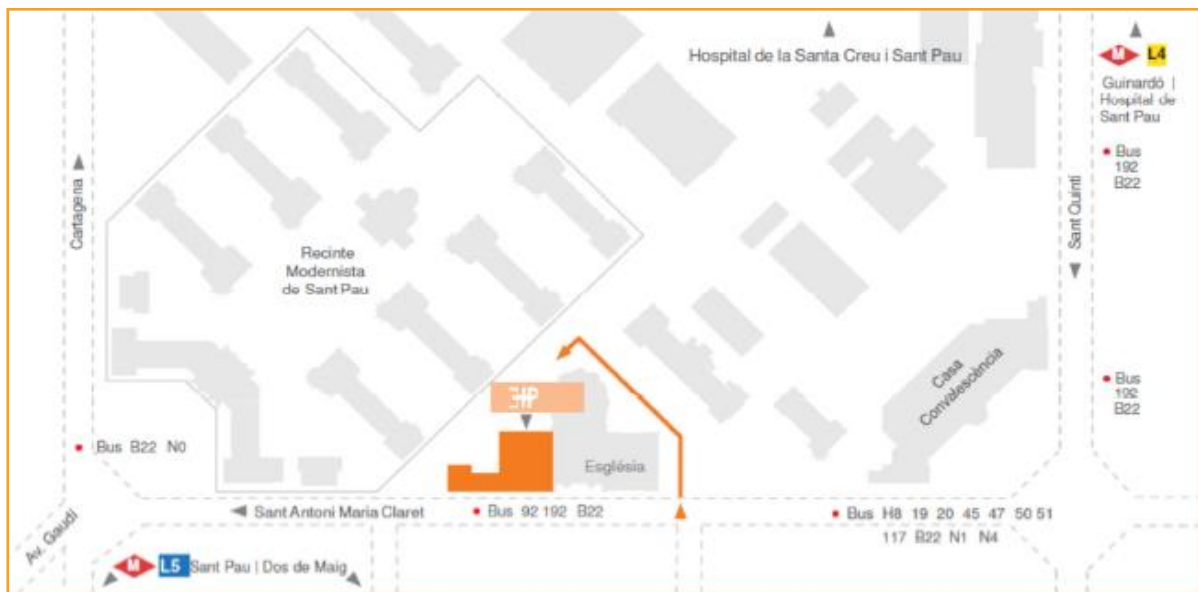 Hospital de la Santa Creu i Sant Pau
M L4
Guinardó |
Hospital de
Sant Pau
Bus
192
B22
Cartagena
Sant Quintí
Recinte
Modernista
de Sant Pau
Casa
Convalescència
Bus
192
B22
Església
Bus B22 N0
Sant Antoni Maria Claret
Bus 92 192 B22
Bus H8 19 20 45 47 50 51
117 B22 N1 N4
Av. Gaudí
M L5 Sant Pau | Dos de Maig